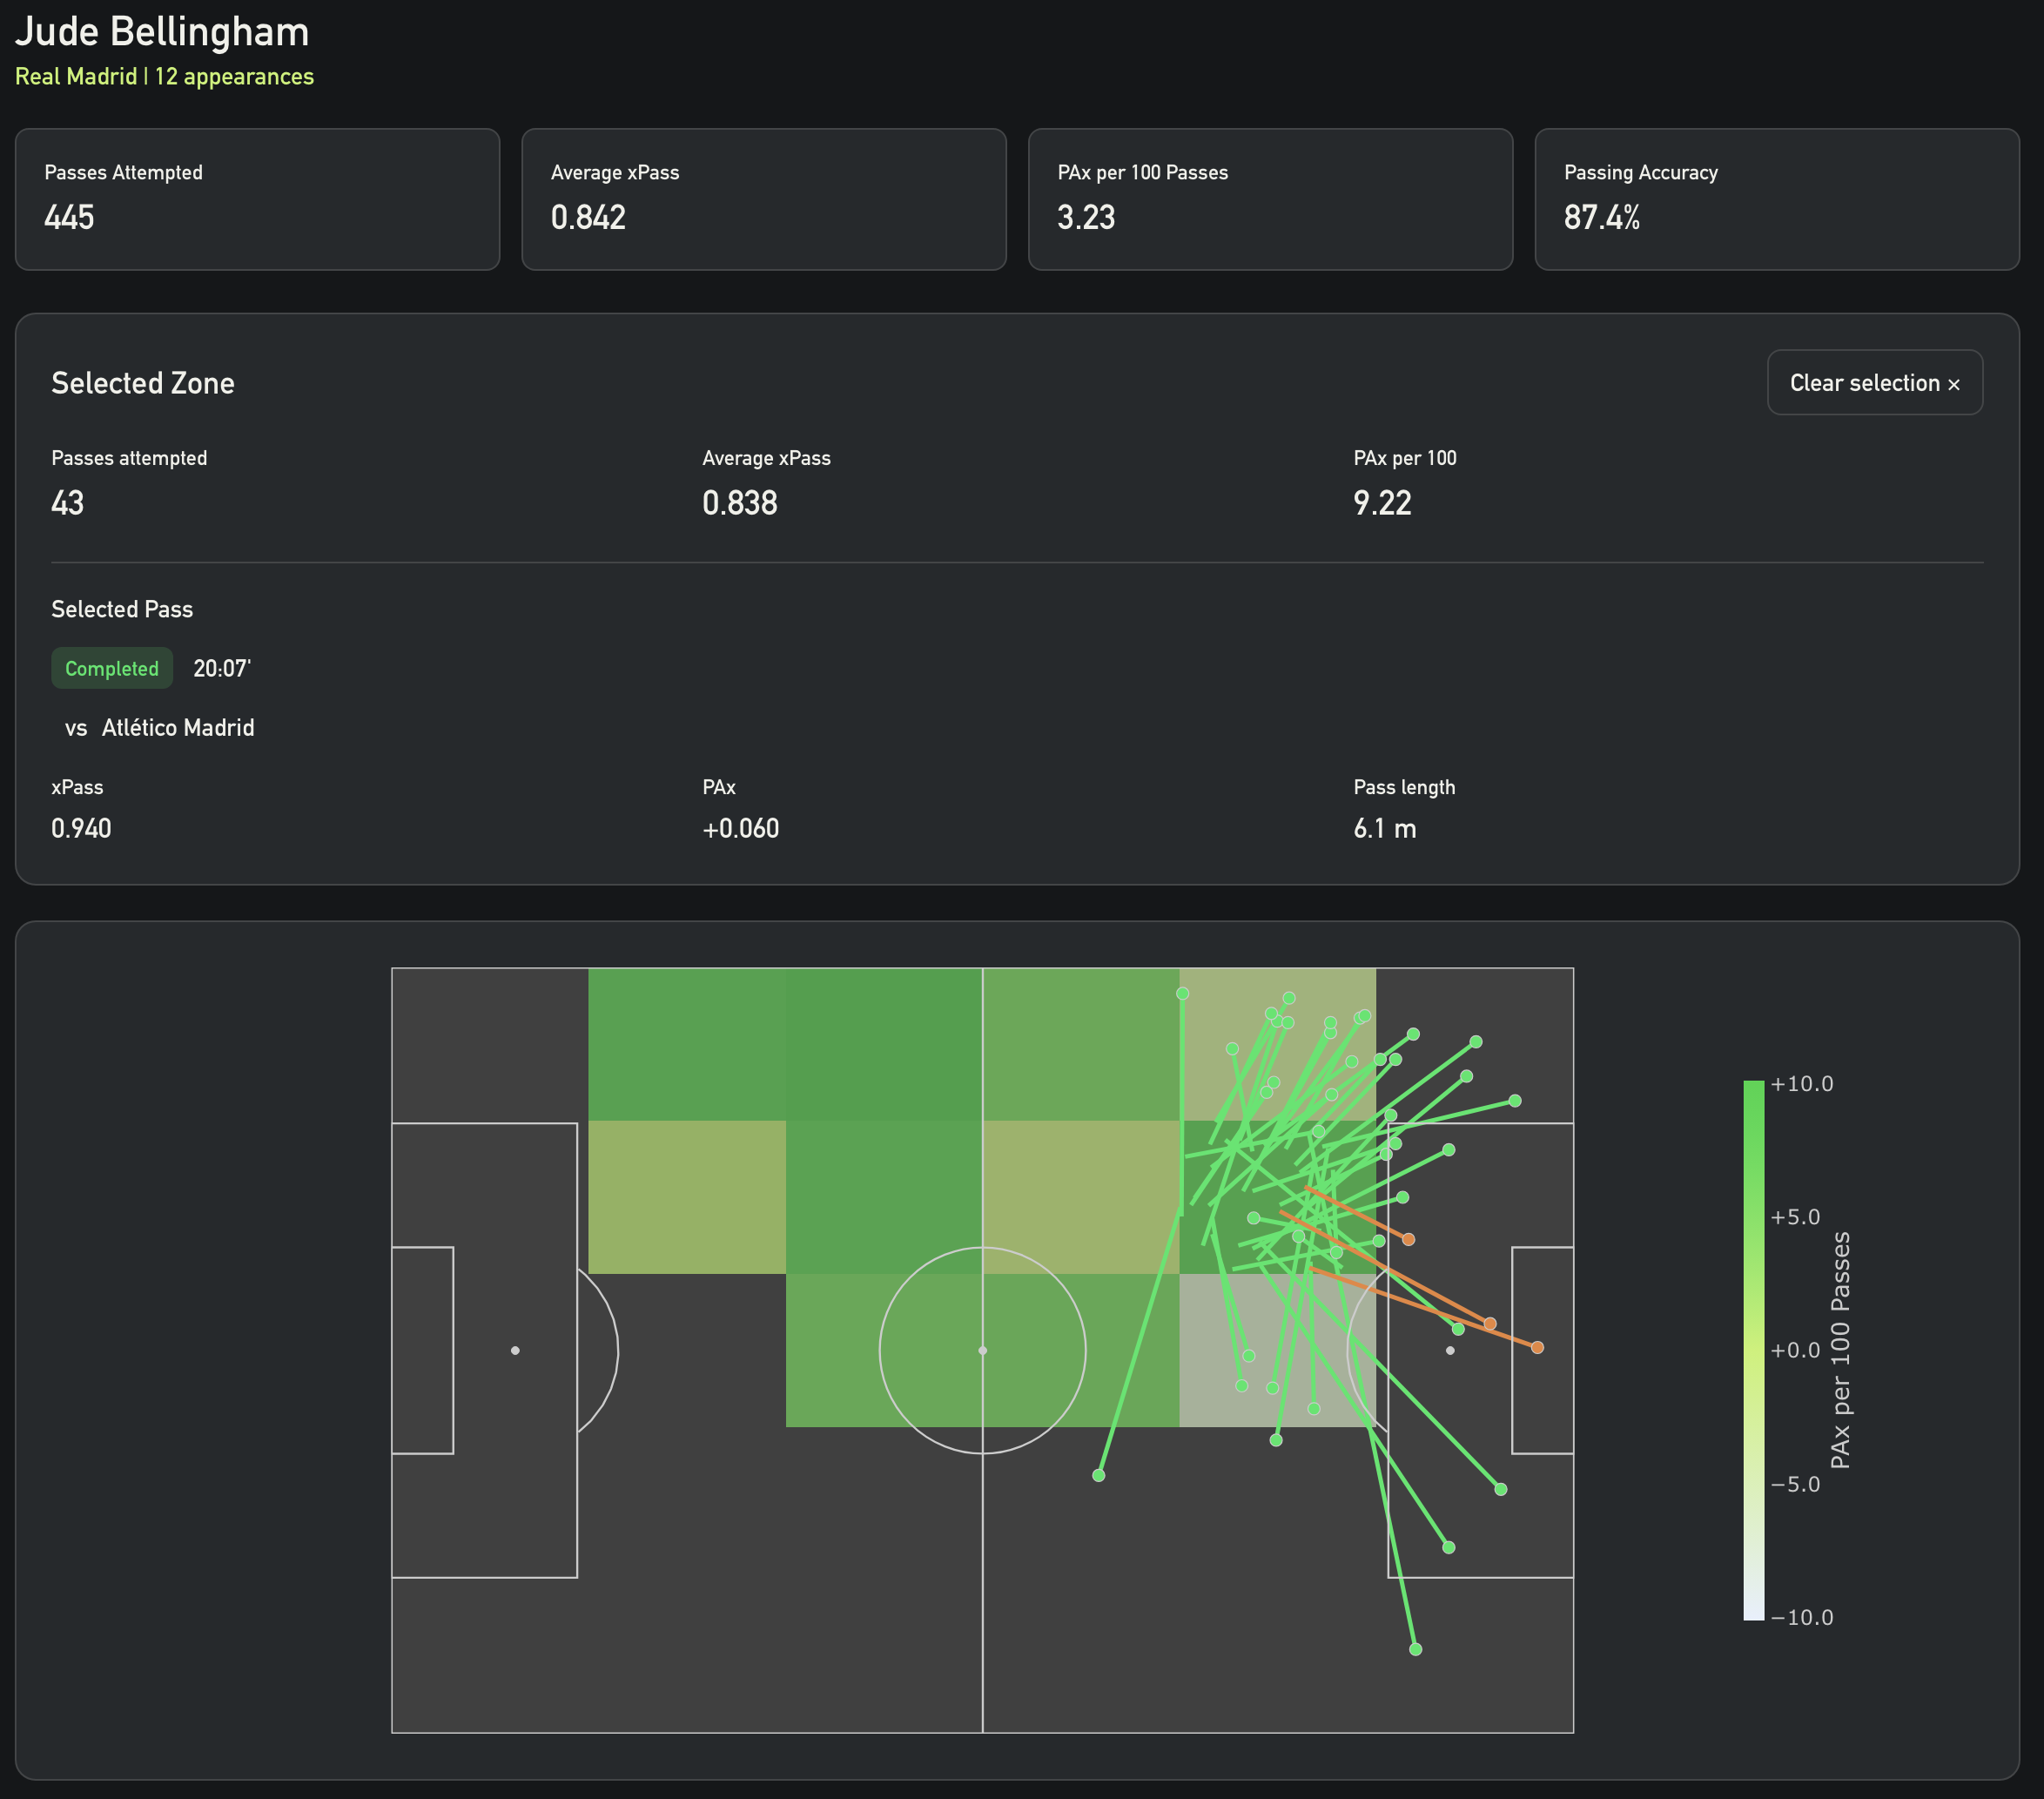 Jude Bellingham
Real Madrid | 12 appearances
Passes Attempted
445
Average xPass
0.842
PAx per 100 Passes
3.23
Passing Accuracy
87.4%
Selected Zone
Clear selection ×
Passes attempted
43
Average xPass
0.838
PAx per 100
9.22
Selected Pass
Completed 20:07'
vs Atlético Madrid
xPass
0.940
PAx
+0.060
Pass length
6.1 m
+10.0
+5.0
+0.0
−5.0
−10.0
PAx per 100 Passes